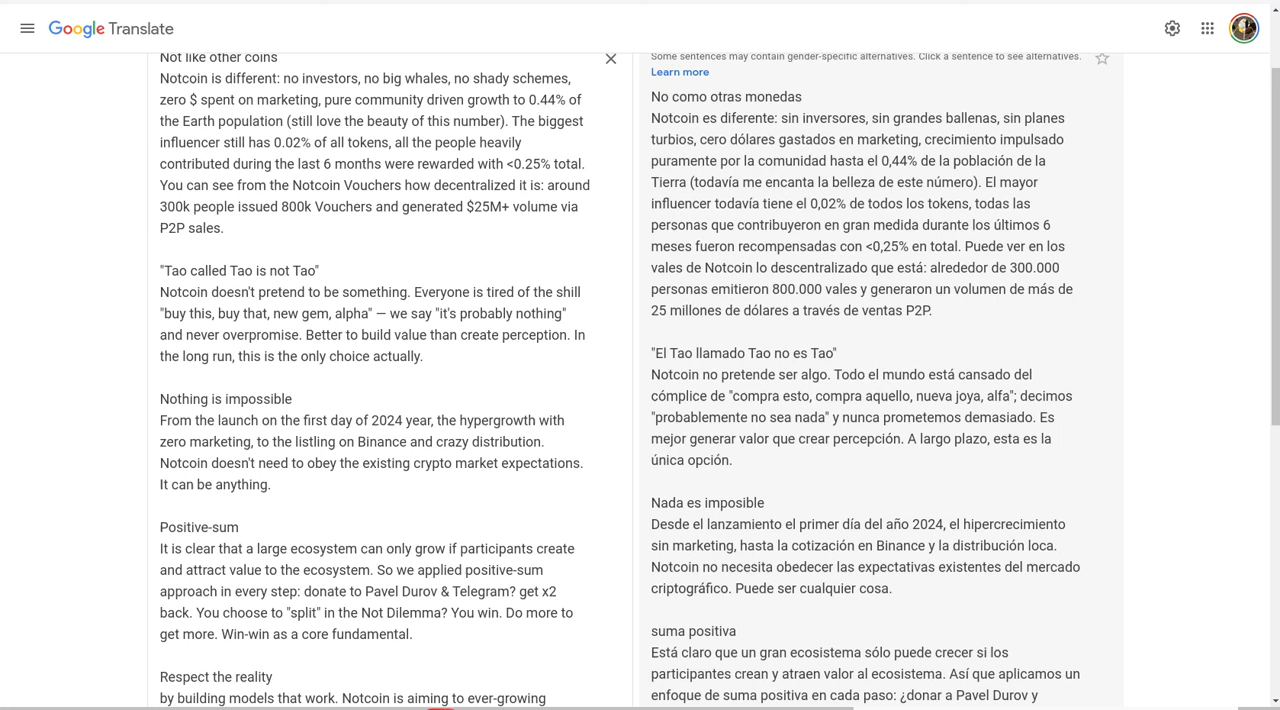 Google Translate
Not like other coins
Notcoin is different: no investors, no big whales, no shady schemes,
zero $ spent on marketing, pure community driven growth to 0.44% of
the Earth population (still love the beauty of this number). The biggest
influencer still has 0.02% of all tokens, all the people heavily
contributed during the last 6 months were rewarded with <0.25% total.
You can see from the Notcoin Vouchers how decentralized it is: around
300k people issued 800k Vouchers and generated $25M+ volume via
P2P sales.
"Tao called Tao is not Tao"
Notcoin doesn't pretend to be something. Everyone is tired of the shill
"buy this, buy that, new gem, alpha" — we say "it's probably nothing"
and never overpromise. Better to build value than create perception. In
the long run, this is the only choice actually.
Nothing is impossible
From the launch on the first day of 2024 year, the hypergrowth with
zero marketing, to the listling on Binance and crazy distribution.
Notcoin doesn't need to obey the existing crypto market expectations.
It can be anything.
Positive-sum
It is clear that a large ecosystem can only grow if participants create
and attract value to the ecosystem. So we applied positive-sum
approach in every step: donate to Pavel Durov & Telegram? get x2
back. You choose to "split" in the Not Dilemma? You win. Do more to
get more. Win-win as a core fundamental.
Respect the reality
by building models that work. Notcoin is aiming to ever-growing
Some sentences may contain gender-specific alternatives. Click a sentence to see alternatives.
Learn more
No como otras monedas
Notcoin es diferente: sin inversores, sin grandes ballenas, sin planes
turbios, cero dólares gastados en marketing, crecimiento impulsado
puramente por la comunidad hasta el 0,44% de la población de la
Tierra (todavía me encanta la belleza de este número). El mayor
influencer todavía tiene el 0,02% de todos los tokens, todas las
personas que contribuyeron en gran medida durante los últimos 6
meses fueron recompensadas con <0,25% en total. Puede ver en los
vales de Notcoin lo descentralizado que está: alrededor de 300.000
personas emitieron 800.000 vales y generaron un volumen de más de
25 millones de dólares a través de ventas P2P.
"El Tao llamado Tao no es Tao"
Notcoin no pretende ser algo. Todo el mundo está cansado del
cómplice de "compra esto, compra aquello, nueva joya, alfa"; decimos
"probablemente no sea nada" y nunca prometemos demasiado. Es
mejor generar valor que crear percepción. A largo plazo, esta es la
única opción.
Nada es imposible
Desde el lanzamiento el primer día del año 2024, el hipercrecimiento
sin marketing, hasta la cotización en Binance y la distribución loca.
Notcoin no necesita obedecer las expectativas existentes del mercado
criptográfico. Puede ser cualquier cosa.
suma positiva
Está claro que un gran ecosistema sólo puede crecer si los
participantes crean y atraen valor al ecosistema. Así que aplicamos un
enfoque de suma positiva en cada paso: ¿donar a Pavel Durov y